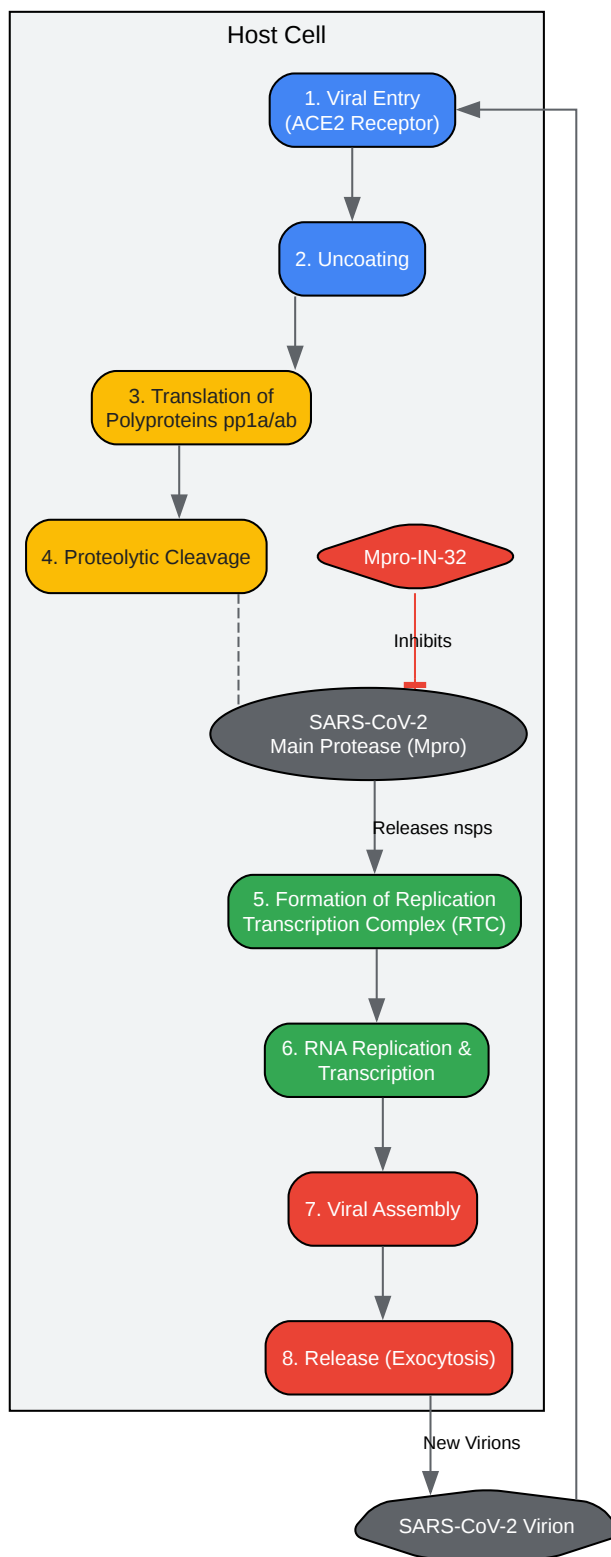 Host Cell
1. Viral Entry
(ACE2 Receptor)
2. Uncoating
3. Translation of
Polyproteins pp1a/ab
4. Proteolytic Cleavage
Mpro-IN-32
Inhibits
SARS-CoV-2
Main Protease (Mpro)
Releases nsps
5. Formation of Replication
Transcription Complex (RTC)
6. RNA Replication &
Transcription
7. Viral Assembly
8. Release (Exocytosis)
New Virions
SARS-CoV-2 Virion